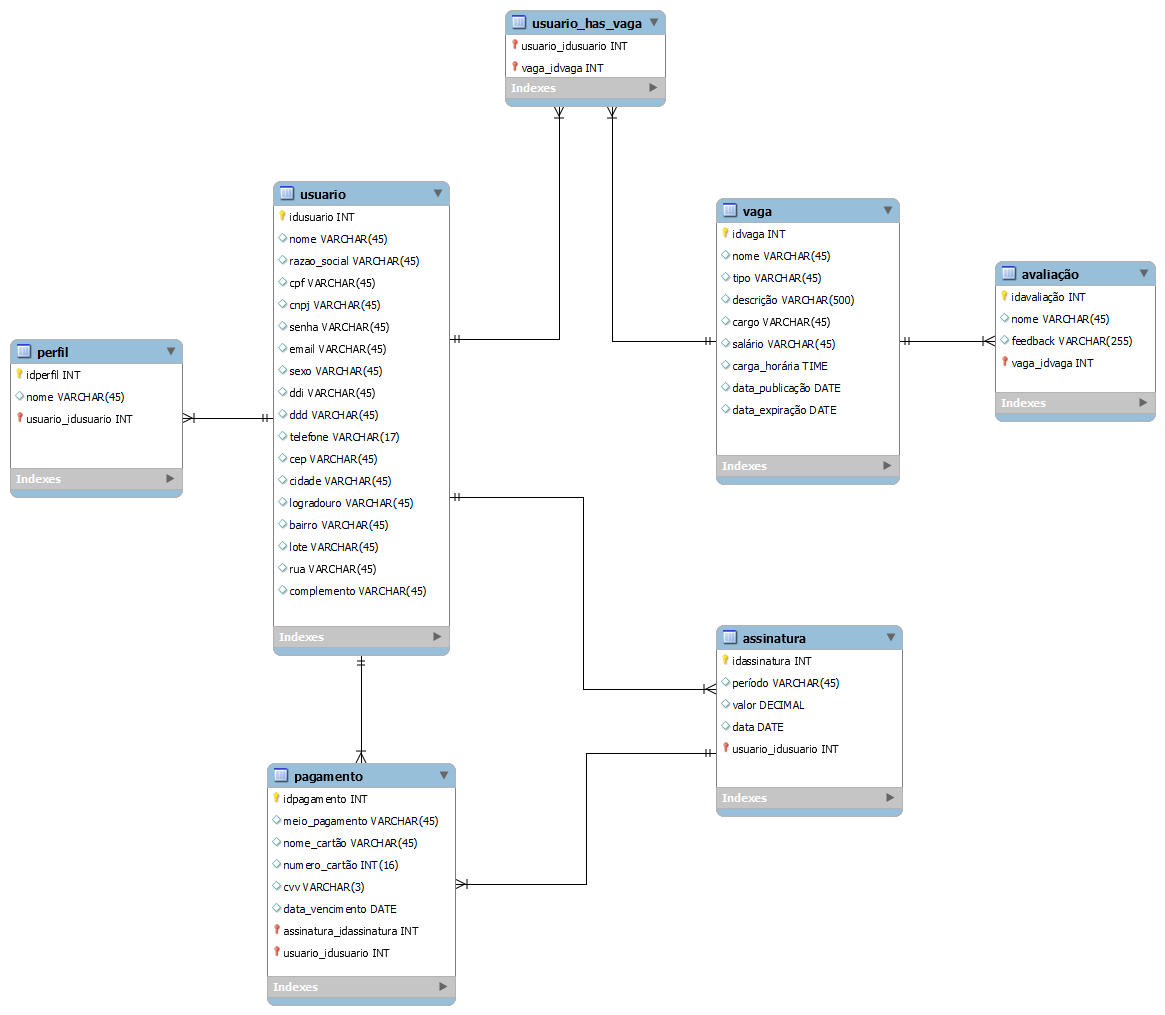 usuario_has_vaga
usuario_idusuario INT
vaga_idvaga INT
Indexes
usuario
idusuario INT
nome VARCHAR(45)
razao_social VARCHAR(45)
cpf VARCHAR(45)
cnpj VARCHAR(45)
senha VARCHAR(45)
email VARCHAR(45)
sexo VARCHAR(45)
ddi VARCHAR(45)
ddd VARCHAR(45)
telefone VARCHAR(17)
cep VARCHAR(45)
cidade VARCHAR(45)
logradouro VARCHAR(45)
bairro VARCHAR(45)
lote VARCHAR(45)
rua VARCHAR(45)
complemento VARCHAR(45)
Indexes
vaga
idvaga INT
nome VARCHAR(45)
tipo VARCHAR(45)
descrição VARCHAR(500)
cargo VARCHAR(45)
salário VARCHAR(45)
carga_horária TIME
data_publicação DATE
data_expiração DATE
Indexes
avaliação
idavaliação INT
nome VARCHAR(45)
feedback VARCHAR(255)
vaga_idvaga INT
Indexes
perfil
idperfil INT
nome VARCHAR(45)
usuario_idusuario INT
Indexes
assinatura
idassinatura INT
período VARCHAR(45)
valor DECIMAL
data DATE
usuario_idusuario INT
Indexes
pagamento
idpagamento INT
meio_pagamento VARCHAR(45)
nome_cartão VARCHAR(45)
numero_cartão INT(16)
cvv VARCHAR(3)
data_vencimento DATE
assinatura_idassinatura INT
usuario_idusuario INT
Indexes